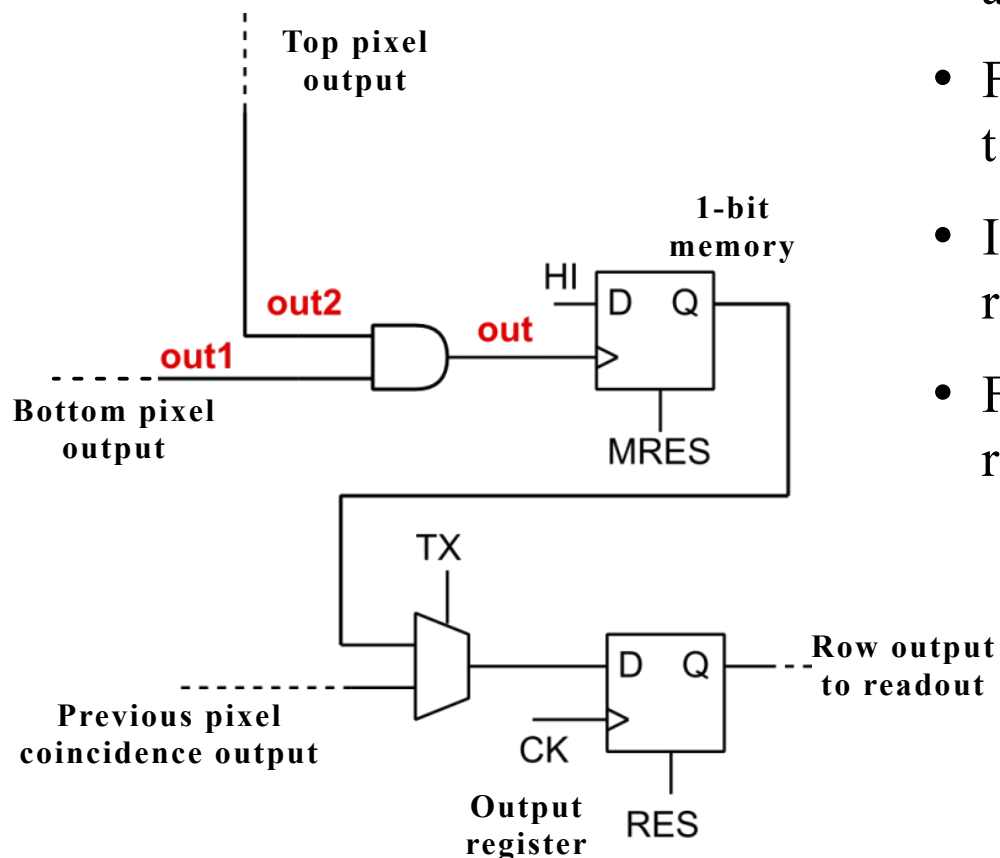 Top pixel
output
1-bit
memory
HI
D Q
out2
out
out1
Bottom pixel
output
MRES
TX
D Q
Row output
to readout
Previous pixel
coincidence output
CK
Output
register
RES
• F
t
• I
r
• F
r